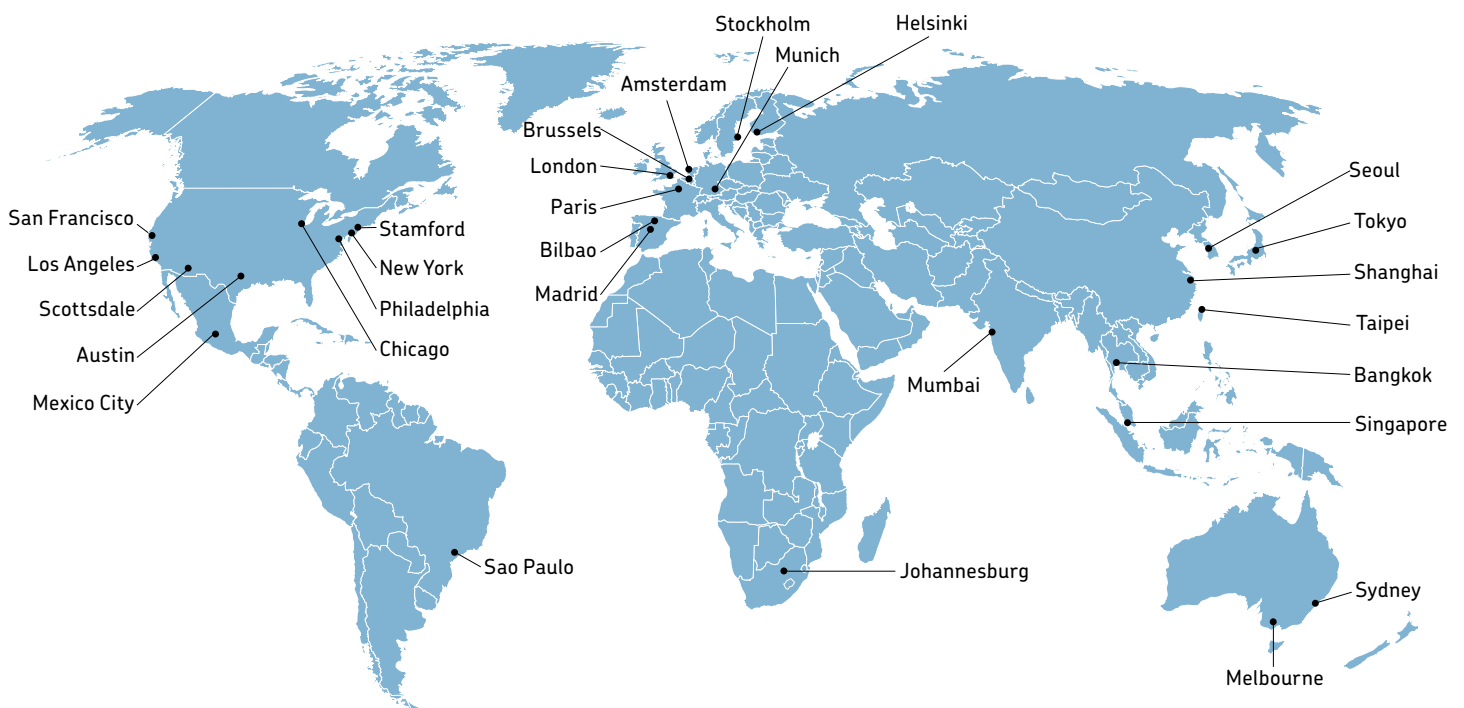 Stockholm
Helsinki
Munich
Amsterdam
Brussels
London
Paris
Bilbao
Madrid
San Francisco
Los Angeles
Scottsdale
Austin
Mexico City
Stamford
New York
Philadelphia
Chicago
Sao Paulo
Johannesburg
Mumbai
Seoul
Tokyo
Shanghai
Taipei
Bangkok
Singapore
Sydney
Melbourne